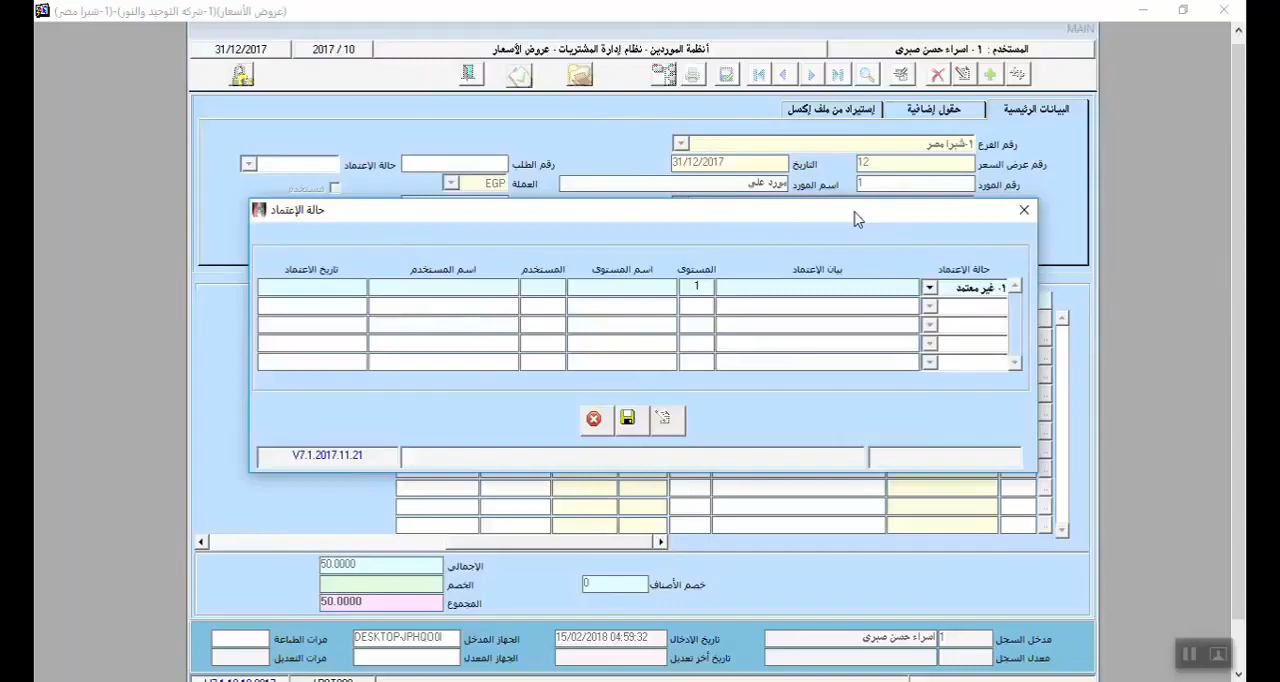 (عروض الأسعار)(1-شركه التوحيد والنور)-(1-شبرا مصر)
MAIN
المستخدم : 1 - اسراء حسن صبرى
أنظمة الموردين - نظام إدارة المشتريات - عروض الأسعار
2017 / 10
31/12/2017
البيانات الرئيسية
حقول إضافية
إستيراد من ملف إكسل
رقم الفرع 1-شبرا مصر
رقم عرض السعر 12 التاريخ 31/12/2017 رقم الطلب حالة الاعتماد
رقم المورد 1 اسم المورد مورد على العملة EGP مستخدم
حالة الإعتماد
حالة الإعتماد بيان الإعتماد المستوى اسم المستوى المستخدم اسم المستخدم تاريخ الاعتماد
٠1 غير معتمد 1
V7.1.2017.11.21
الإجمالي 50.0000
خصم الأصناف 0 الخصم
المجموع 50.0000
مدخل السجل 1 اسراء حسن صبرى تاريخ الادخال 15/02/2018 04:59:32 الجهاز المدخل DESKTOP-JPHQO0I مرات الطباعة
معدل السجل تاريخ أخر تعديل الجهاز المعدل مرات التعديل